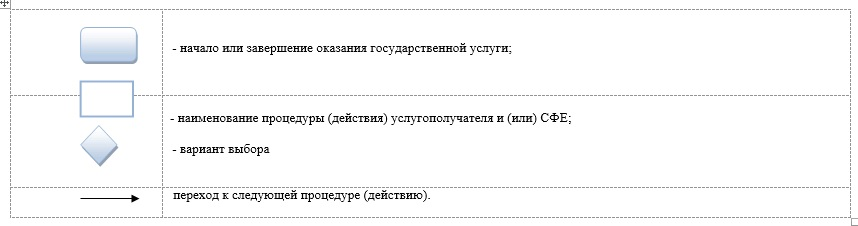 - начало или завершение оказания государственной услуги;
- наименование процедуры (действия) услугополучателя и (или) СФЕ;
- вариант выбора
переход к следующей процедуре (действию).